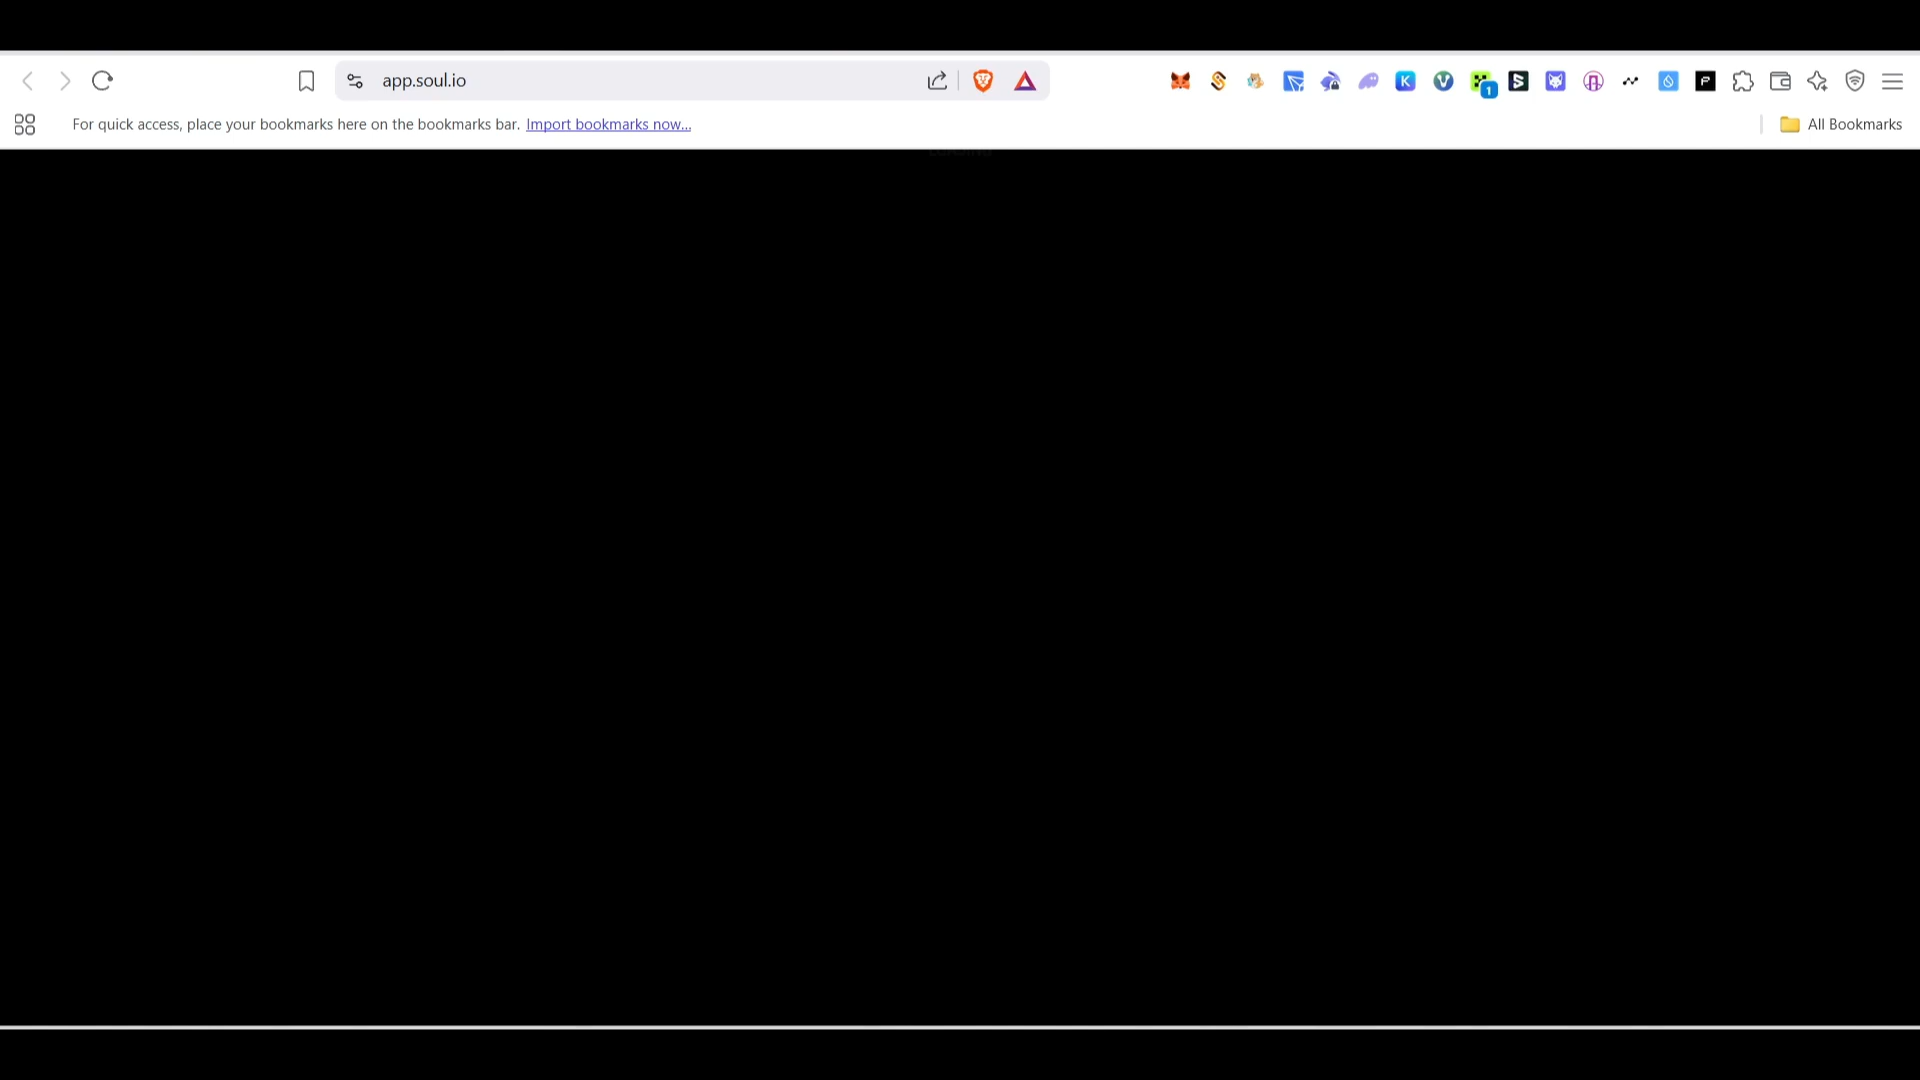 app.soul.io
1
For quick access, place your bookmarks here on the bookmarks bar. Import bookmarks now...
All Bookmarks